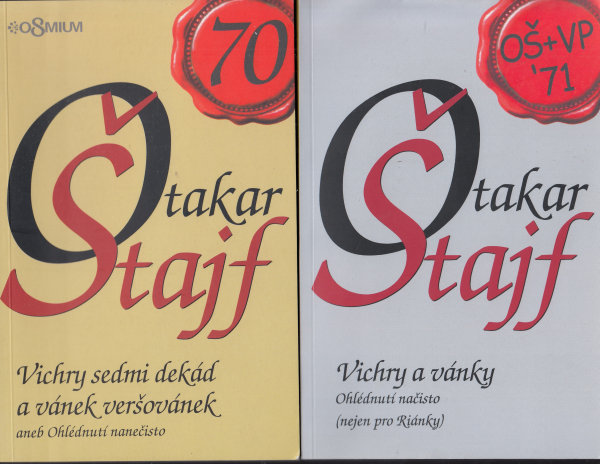 O8MIUM
70
Otakar
Štajf
Vichry sedmi dekád
a vánek veršovánek
aneb Ohlédnutí nanečisto
OŠ+VP
'71
Otakar
Štajf
Vichry a vánky
Ohlédnutí načisto
(nejen pro Riánky)